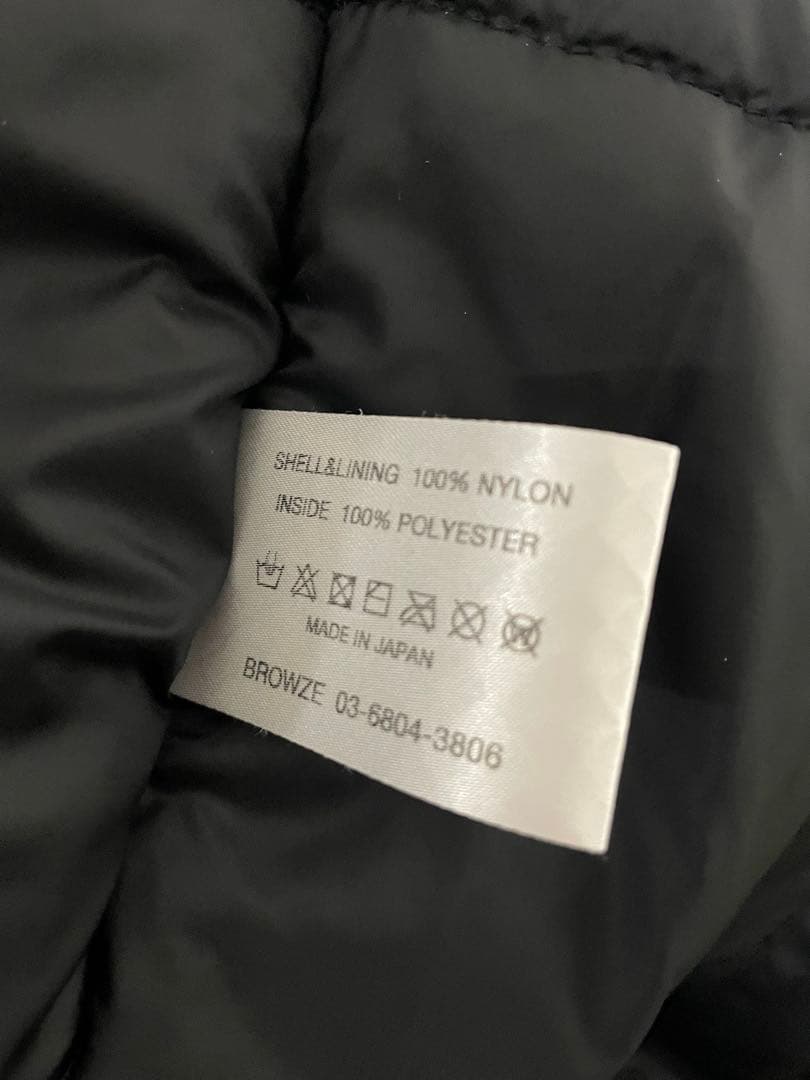 SHELL&LINING 100% NYLON
INSIDE 100% POLYESTER
MADE IN JAPAN
BROWZE 03-6804-3806